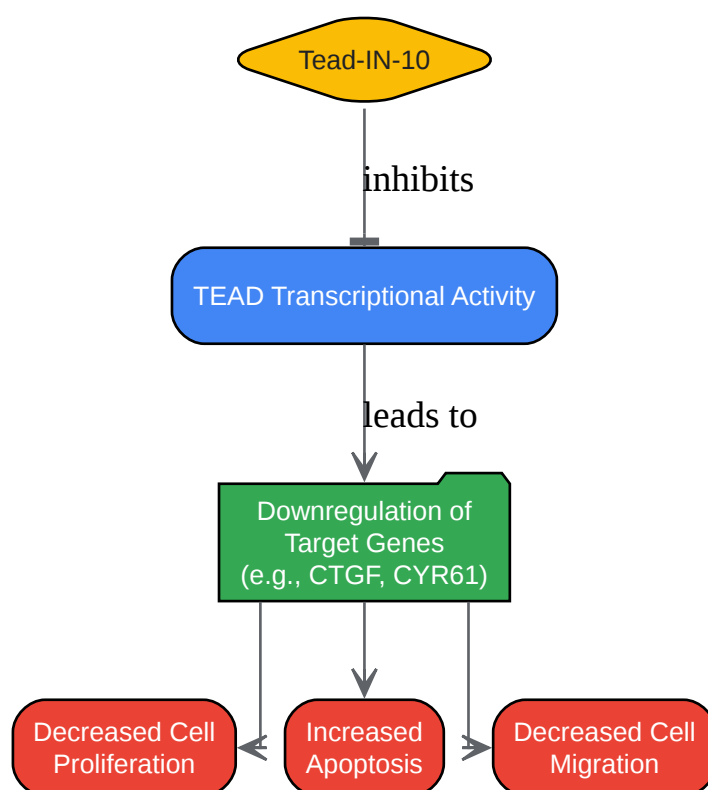 Tead-IN-10
inhibits
TEAD Transcriptional Activity
leads to
Downregulation of
Target Genes
(e.g., CTGF, CYR61)
Decreased Cell
Proliferation
Increased
Apoptosis
Decreased Cell
Migration